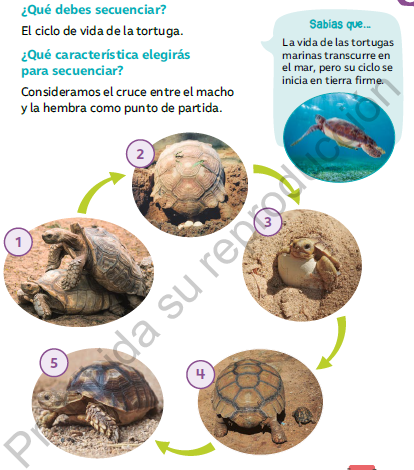 ¿Qué debes secuenciar?
El ciclo de vida de la tortuga.
¿Qué característica elegirás
para secuenciar?
Consideramos el cruce entre el macho
y la hembra como punto de partida.
Sabías que...
La vida de las tortugas
marinas transcurre en
el mar, pero su ciclo se
inicia en tierra firme.
1
2
3
4
5
Prohibida su reproducción